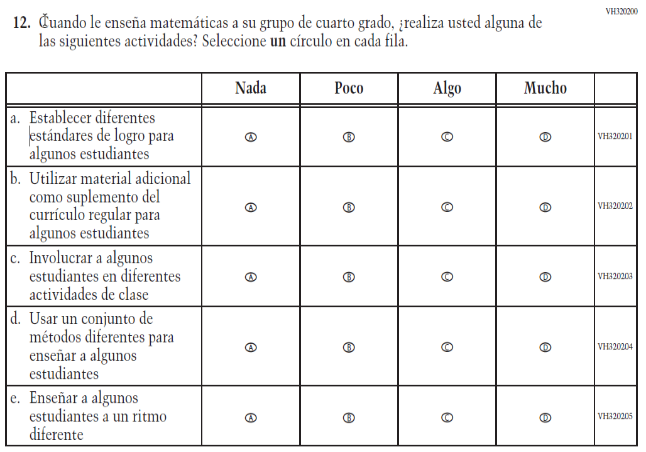 VH320200
12. Cuando le enseña matemáticas a su grupo de cuarto grado, ¿realiza usted alguna de
las siguientes actividades? Seleccione un círculo en cada fila.
Nada Poco Algo Mucho
a. Establecer diferentes
estándares de logro para
algunos estudiantes
A B C D VH320201
b. Utilizar material adicional
como suplemento del
currículo regular para
algunos estudiantes
A B C D VH320202
c. Involucrar a algunos
estudiantes en diferentes
actividades de clase
A B C D VH320203
d. Usar un conjunto de
métodos diferentes para
enseñar a algunos
estudiantes
A B C D VH320204
e. Enseñar a algunos
estudiantes a un ritmo
diferente
A B C D VH320205